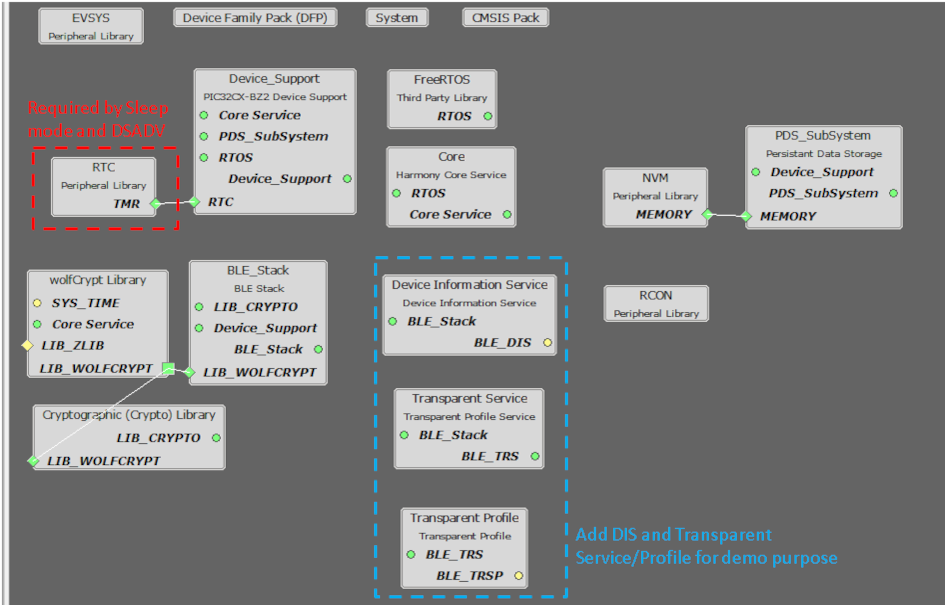 EVSYS
Peripheral Library
Device Family Pack (DFP)
System
CMSIS Pack
Device_Support
PIC32CX-BZ2 Device Support
Core Service
PDS_SubSystem
RTOS
Device_Support
RTC
FreeRTOS
Third Party Library
RTOS
Required by Sleep
mode and DSADV
RTC
Peripheral Library
TMR
Core
Harmony Core Service
RTOS
Core Service
NVM
Peripheral Library
MEMORY
PDS_SubSystem
Persistant Data Storage
Device_Support
PDS_SubSystem
MEMORY
wolfCrypt Library
SYS_TIME
Core Service
LIB_ZLIB
LIB_WOLFCRYPT
BLE_Stack
BLE Stack
LIB_CRYPTO
Device_Support
BLE_Stack
LIB_WOLFCRYPT
Device Information Service
Device Information Service
BLE_Stack
BLE_DIS
RCON
Peripheral Library
Cryptographic (Crypto) Library
LIB_CRYPTO
LIB_WOLFCRYPT
Transparent Service
Transparent Profile Service
BLE_Stack
BLE_TRS
Transparent Profile
Transparent Profile
BLE_TRS
BLE_TRSP
Add DIS and Transparent
Service/Profile for demo purpose